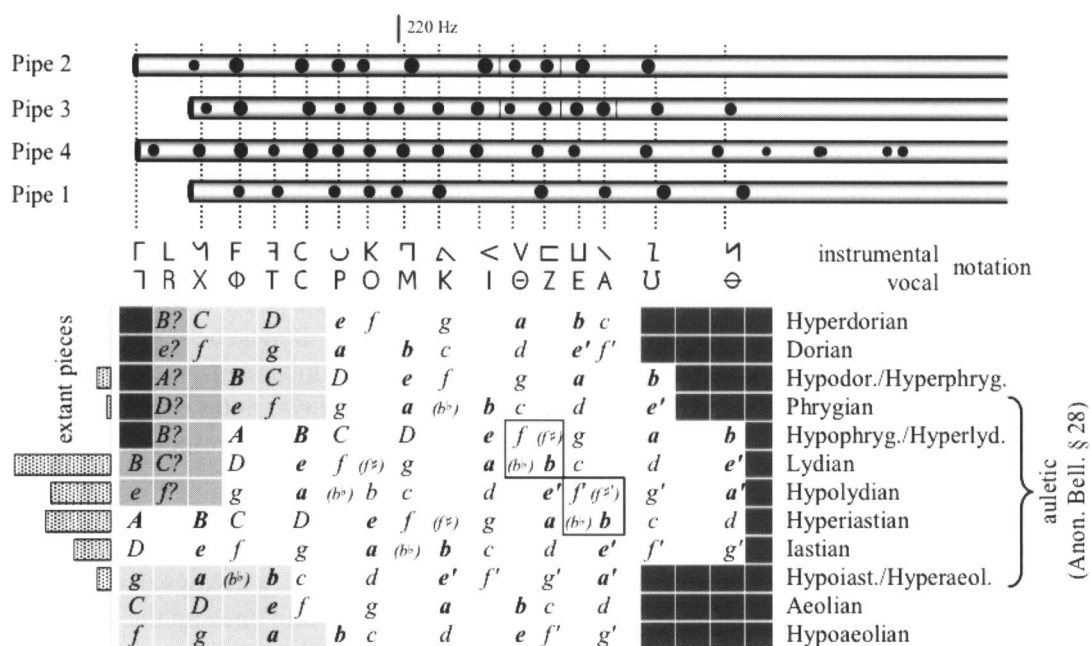 220 Hz
Pipe 2
Pipe 3
Pipe 4
Pipe 1
Γ L F Ⅎ C K < V ⊏ ⊔ \ instrumental
R X Φ T C P O M K I Θ Z E A ℧ vocal
notation
extant pieces
B? C D e f g a b c Hyperdorian
e? f g a b c d e' f' Dorian
A? B C D e f g a b Hypodor./Hyperphryg.
D? e f g a (b♭) b c d e' Phrygian
B? A B C D e f (f♯) g a b Hypophryg./Hyperlyd.
B C? D e f (f♯) g a (b♭) b c d e' Lydian
e f? g a (b♭) b c d e' f' (f♯') g' a' Hypolydian
A B C D e f (f♯) g a (b♭) b c d Hyperiastian
D e f g a (b♭) b c d e' f' g' Iastian
g a (b♭) b c d e' f' g' a' Hypoiast./Hyperaeol.
C D e f g a b c d Aeolian
f g a b c d e f' g' Hypoaeolian
auletic
(Anon. Bell. § 28)